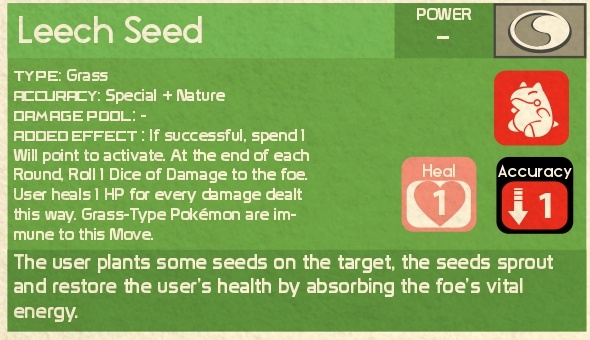 Leech Seed
POWER
–
TYPE: Grass
ACCURACY: Special + Nature
DAMAGE POOL: -
ADDED EFFECT : If successful, spend 1
Will point to activate. At the end of each
Round, Roll 1 Dice of Damage to the foe.
User heals 1 HP for every damage dealt
this way. Grass-Type Pokémon are im-
mune to this Move.
Heal
1
Accuracy
1
The user plants some seeds on the target, the seeds sprout
and restore the user's health by absorbing the foe's vital
energy.